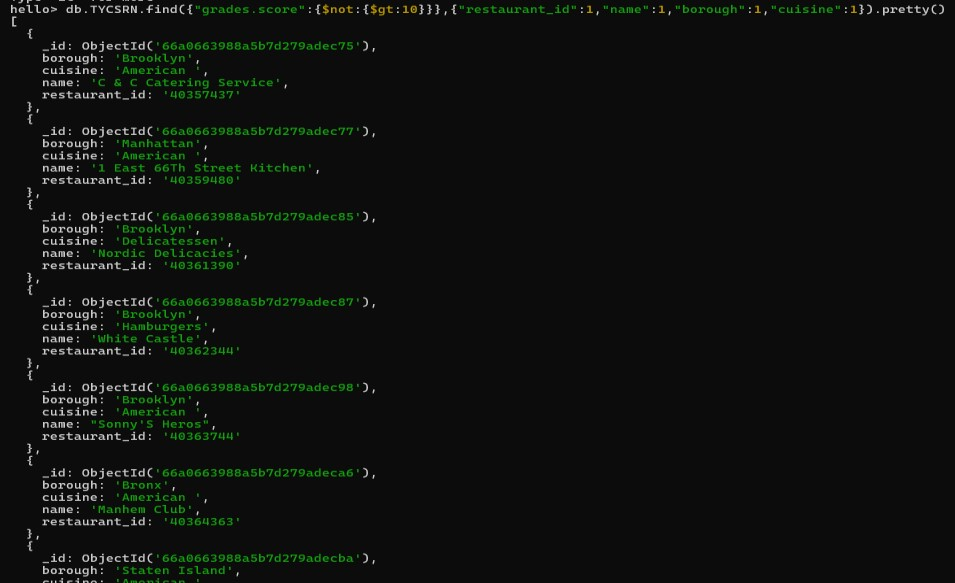 hello> db.TYCSRN.find({"grades.score":{$not:{$gt:10}}},{"restaurant_id":1,"name":1,"borough":1,"cuisine":1}).pretty()
[
  {
    _id: ObjectId('66a0663988a5b7d279adec75'),
    borough: 'Brooklyn',
    cuisine: 'American ',
    name: 'C & C Catering Service',
    restaurant_id: '40357437'
  },
  {
    _id: ObjectId('66a0663988a5b7d279adec77'),
    borough: 'Manhattan',
    cuisine: 'American ',
    name: '1 East 66Th Street Kitchen',
    restaurant_id: '40359480'
  },
  {
    _id: ObjectId('66a0663988a5b7d279adec85'),
    borough: 'Brooklyn',
    cuisine: 'Delicatessen',
    name: 'Nordic Delicacies',
    restaurant_id: '40361390'
  },
  {
    _id: ObjectId('66a0663988a5b7d279adec87'),
    borough: 'Brooklyn',
    cuisine: 'Hamburgers',
    name: 'White Castle',
    restaurant_id: '40362344'
  },
  {
    _id: ObjectId('66a0663988a5b7d279adec98'),
    borough: 'Brooklyn',
    cuisine: 'American ',
    name: "Sonny'S Heros",
    restaurant_id: '40363744'
  },
  {
    _id: ObjectId('66a0663988a5b7d279adeca6'),
    borough: 'Bronx',
    cuisine: 'American ',
    name: 'Manhem Club',
    restaurant_id: '40364363'
  },
  {
    _id: ObjectId('66a0663988a5b7d279adecba'),
    borough: 'Staten Island',
    cuisine: 'American '